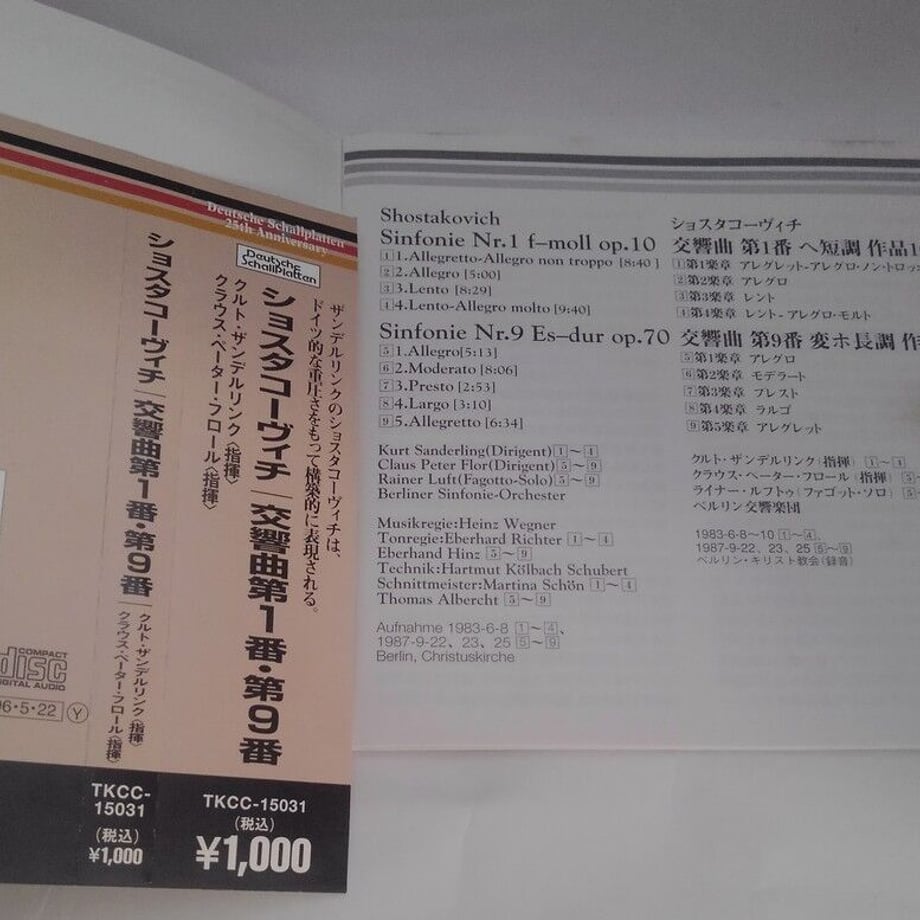 Deutsche Schallplatten
25th Anniversary
Deutsche
Schallplatten
ザンデルリンクのショスタコーヴィチは、
ドイツ的な重圧さをもって構築的に表現される。
ショスタコーヴィチ|交響曲第1番・第9番
クルト・ザンデルリンク〈指揮〉
クラウス・ペーター・フロール〈指揮〉
TKCC-15031
(税込)
¥1,000
ショスタコーヴィチ|交響曲第1番・第9番
クルト・ザンデルリンク〈指揮〉
クラウス・ペーター・フロール〈指揮〉
TKCC-
15031
(税込)
¥1,000
COMPACT
disc
DIGITAL AUDIO
96・5・22 Y
Shostakovich
Sinfonie Nr.1 f–moll op.10
1 1.Allegretto-Allegro non troppo [8:40]
2 2.Allegro [5:00]
3 3.Lento [8:29]
4 4.Lento-Allegro molto [9:40]
Sinfonie Nr.9 Es–dur op.70
5 1.Allegro[5:13]
6 2.Moderato [8:06]
7 3.Presto [2:53]
8 4.Largo [3:10]
9 5.Allegretto [6:34]
Kurt Sanderling(Dirigent) 1～4
Claus Peter Flor(Dirigent) 5～9
Rainer Luft(Fagotto-Solo) 5～9
Berliner Sinfonie-Orchester
Musikregie:Heinz Wegner
Tonregie:Eberhard Richter 1～4
Eberhand Hinz 5～9
Technik:Hartmut Kölbach Schubert
Schnittmeister:Martina Schön 1～4
Thomas Albercht 5～9
Aufnahme 1983-6-8 1～4、
1987-9-22、23、25 5～9
Berlin, Christuskirche
ショスタコーヴィチ
交響曲 第1番 ヘ短調 作品1
1 第1楽章 アレグレット-アレグロ・ノン・トロッ
2 第2楽章 アレグロ
3 第3楽章 レント
4 第4楽章 レント-アレグロ・モルト
交響曲 第9番 変ホ長調 作
5 第1楽章 アレグロ
6 第2楽章 モデラート
7 第3楽章 プレスト
8 第4楽章 ラルゴ
9 第5楽章 アレグレット
クルト・ザンデルリンク(指揮) 1～4
クラウス・ペーター・フロール(指揮) 5～
ライナー・ルフトゥ(ファゴット・ソロ) 5～
ベルリン交響楽団
1983-6-8～10 1～4、
1987-9-22、23、25 5～9
ベルリン・キリスト教会(録音)